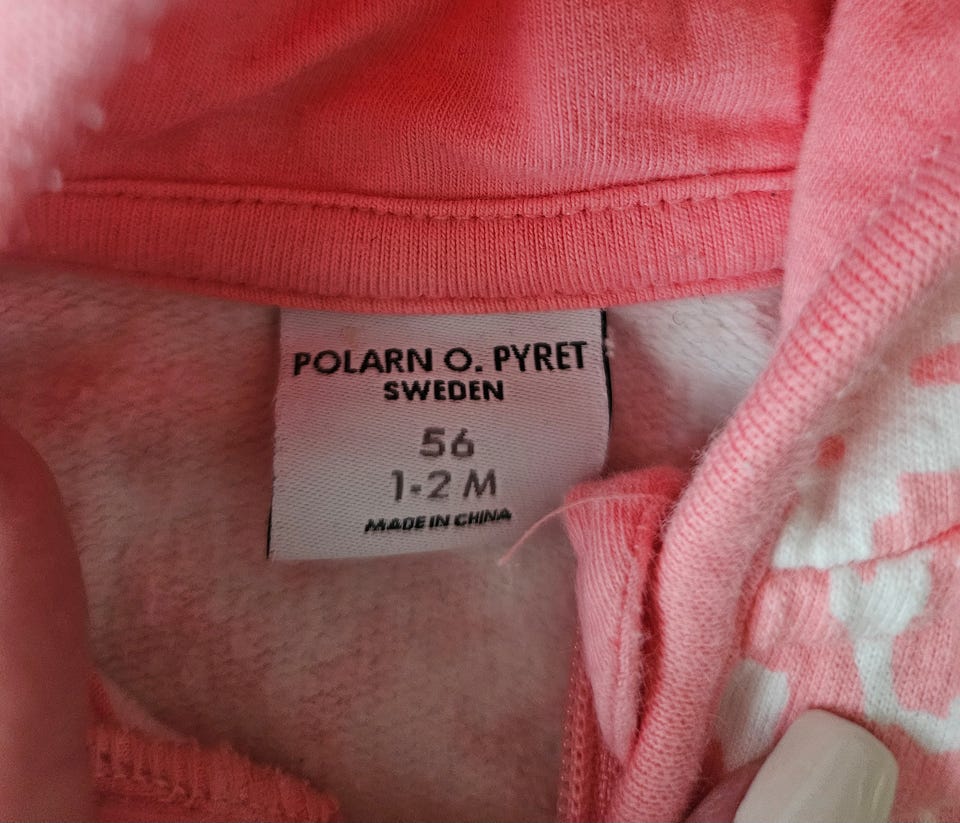 POLARN O. PYRET
SWEDEN
56
1-2 M
MADE IN CHINA